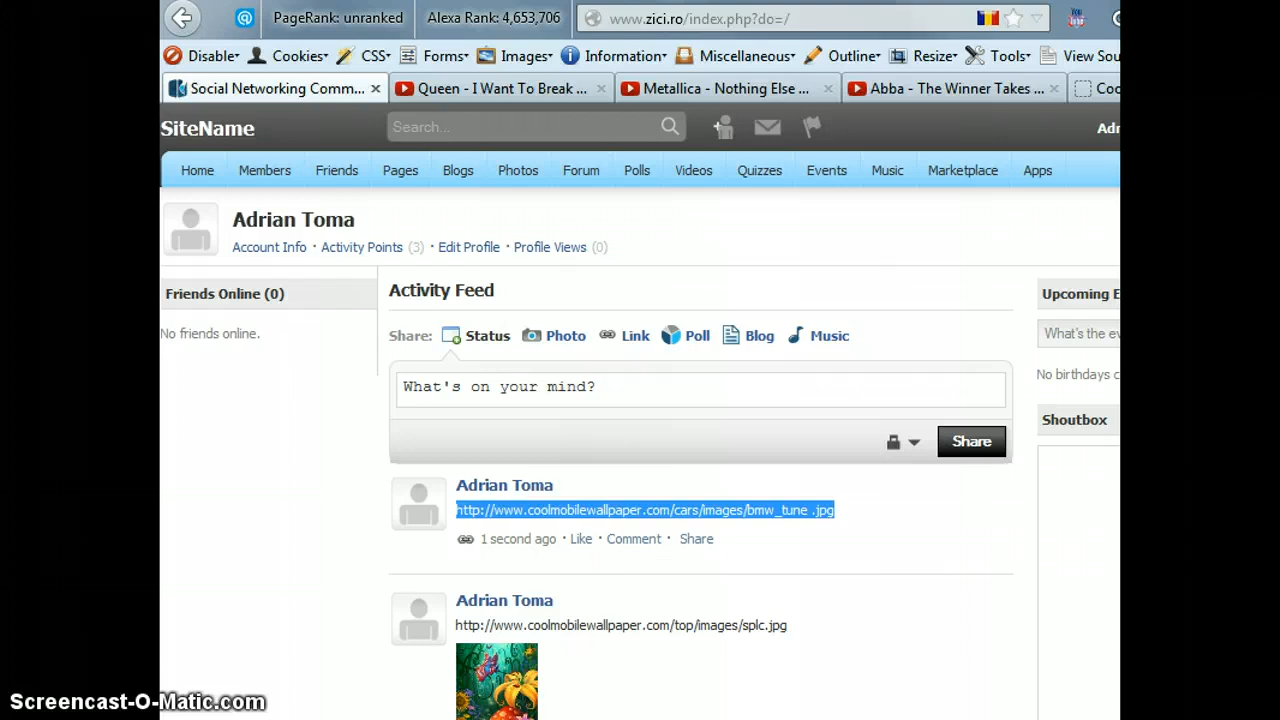 PageRank: unranked Alexa Rank: 4,653,706 www.zici.ro/index.php?do=/
Disable Cookies CSS Forms Images Information Miscellaneous Outline Resize Tools View Sou
Social Networking Comm... Queen - I Want To Break ... Metallica - Nothing Else ... Abba - The Winner Takes ... Coo
SiteName Search... Adr
Home Members Friends Pages Blogs Photos Forum Polls Videos Quizzes Events Music Marketplace Apps
Adrian Toma
Account Info · Activity Points (3) · Edit Profile · Profile Views (0)
Friends Online (0)
No friends online.
Activity Feed
Share: Status Photo Link Poll Blog Music
What's on your mind?
Share
Adrian Toma
http://www.coolmobilewallpaper.com/cars/images/bmw_tune .jpg
1 second ago · Like · Comment · Share
Adrian Toma
http://www.coolmobilewallpaper.com/top/images/splc.jpg
Upcoming E
What's the ev
No birthdays c
Shoutbox
Screencast-O-Matic.com